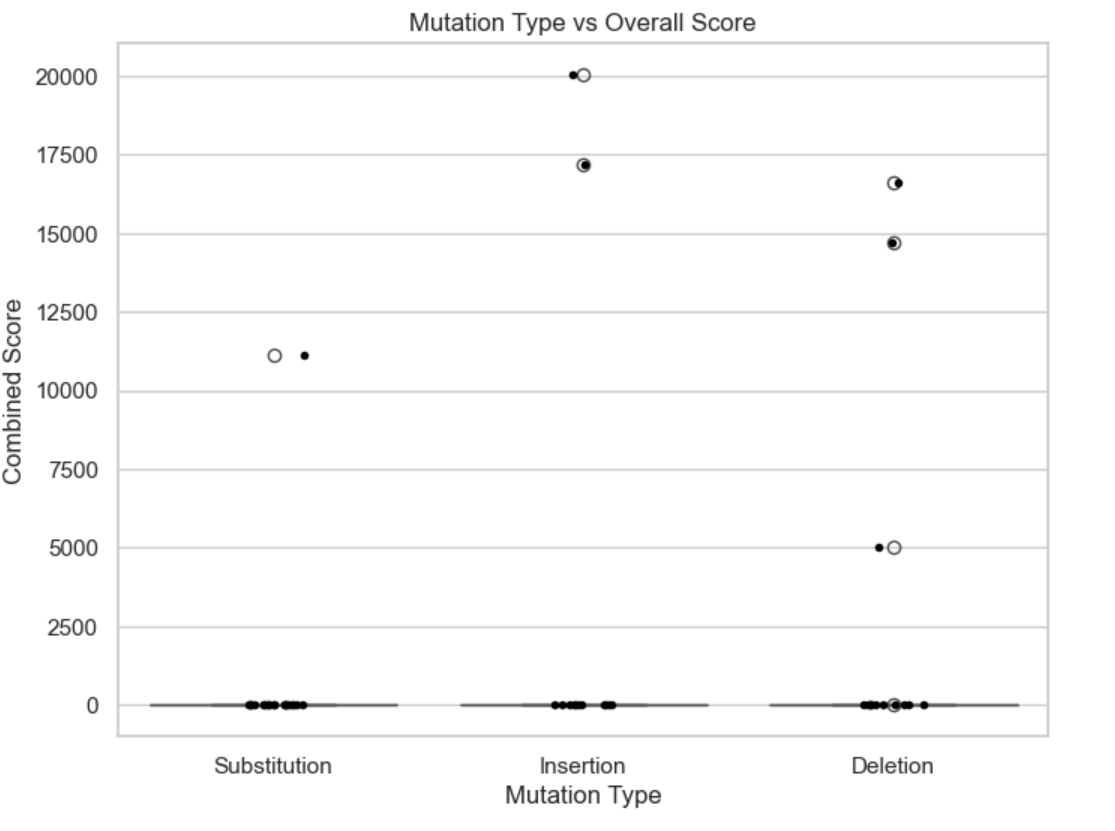 Mutation Type vs Overall Score
Combined Score
20000
17500
15000
12500
10000
7500
5000
2500
0
Substitution
Insertion
Deletion
Mutation Type